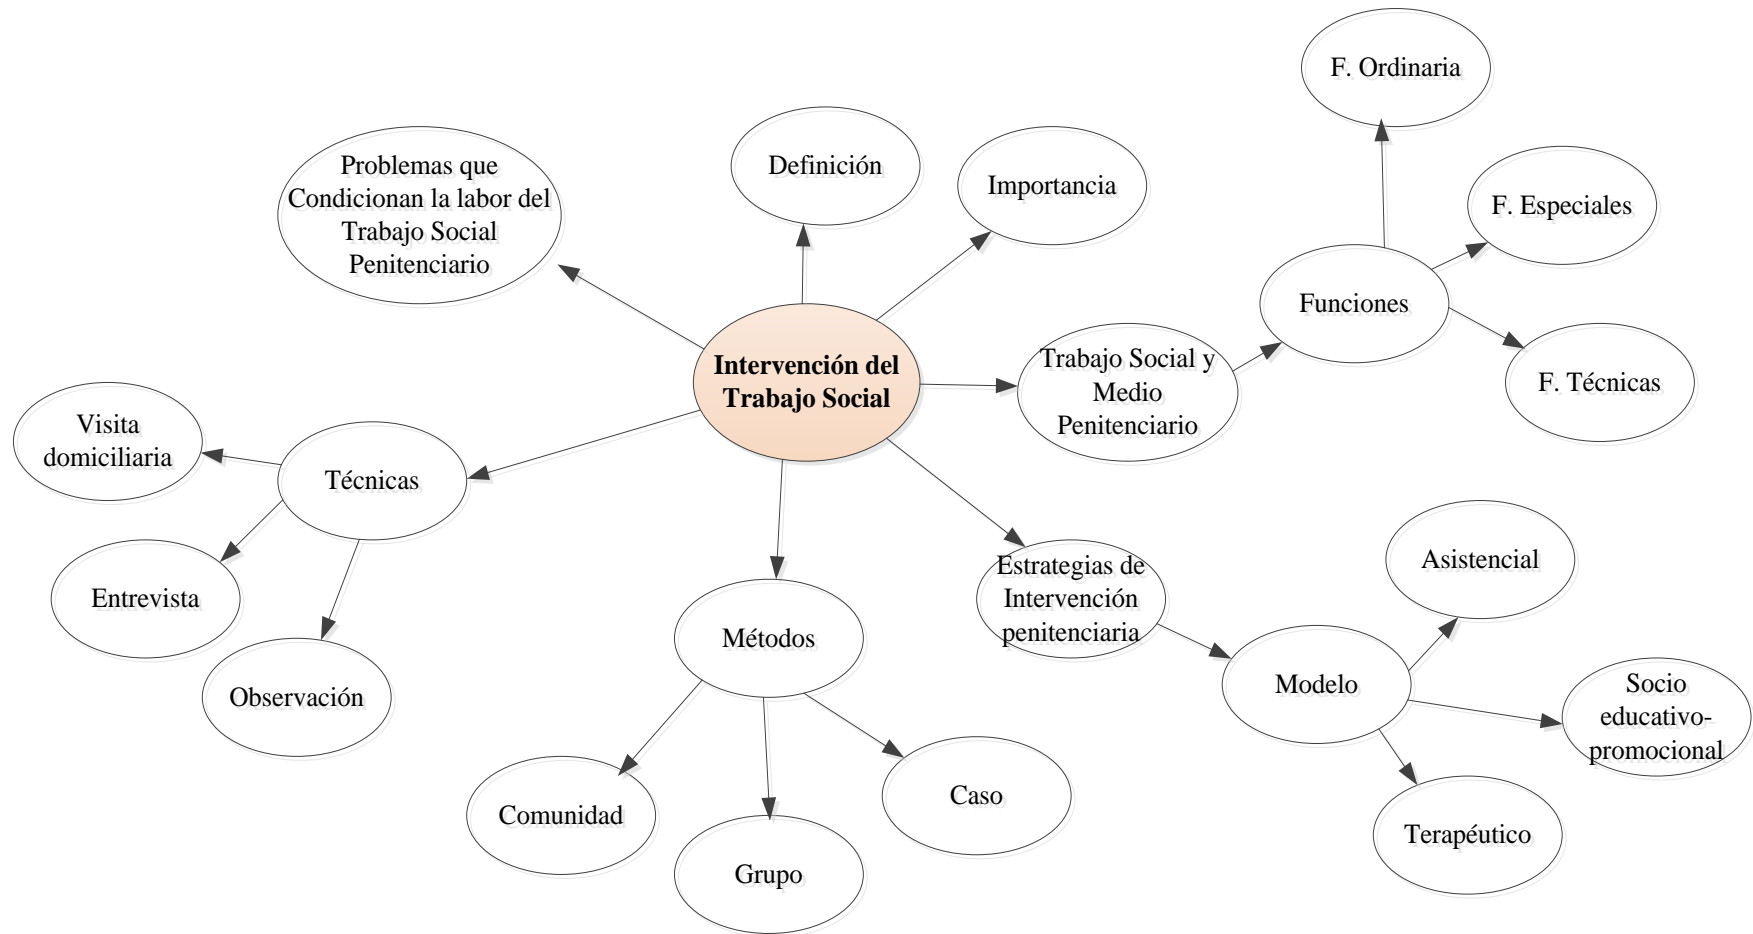 F. Ordinaria
Definición
Importancia
Problemas que
Condicionan la labor del
Trabajo Social
Penitenciario
F. Especiales
Funciones
F. Técnicas
Intervención del
Trabajo Social
Trabajo Social y
Medio
Penitenciario
Visita
domiciliaria
Técnicas
Entrevista
Observación
Métodos
Estrategias de
Intervención
penitenciaria
Asistencial
Modelo
Socio
educativo-
promocional
Comunidad
Grupo
Caso
Terapéutico